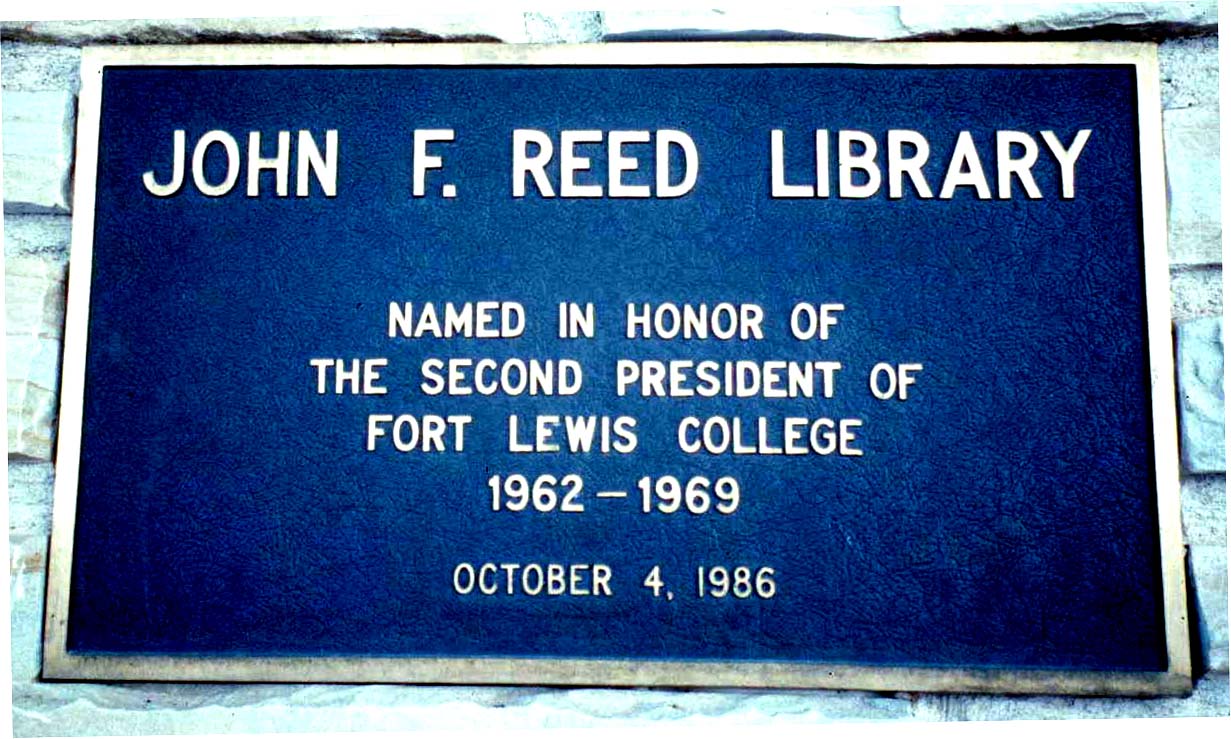 JOHN F. REED LIBRARY
NAMED IN HONOR OF
THE SECOND PRESIDENT OF
FORT LEWIS COLLEGE
1962 – 1969
OCTOBER 4, 1986